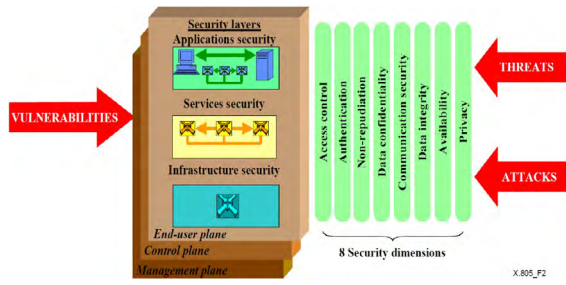 Security layers
Applications security
Services security
Infrastructure security
End-user plane
Control plane
Management plane
VULNERABILITIES
Access control
Authentication
Non-repudiation
Data confidentiality
Communication security
Data integrity
Availability
Privacy
8 Security dimensions
THREATS
ATTACKS
X.805_F2